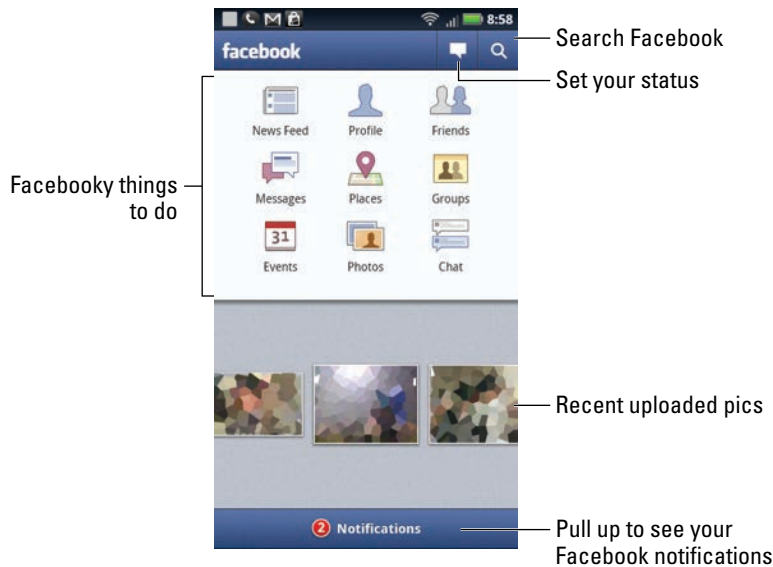 8:58
facebook
Search Facebook
Set your status
News Feed Profile Friends
Facebooky things
to do
Messages Places Groups
31
Events Photos Chat
Recent uploaded pics
2 Notifications
Pull up to see your
Facebook notifications